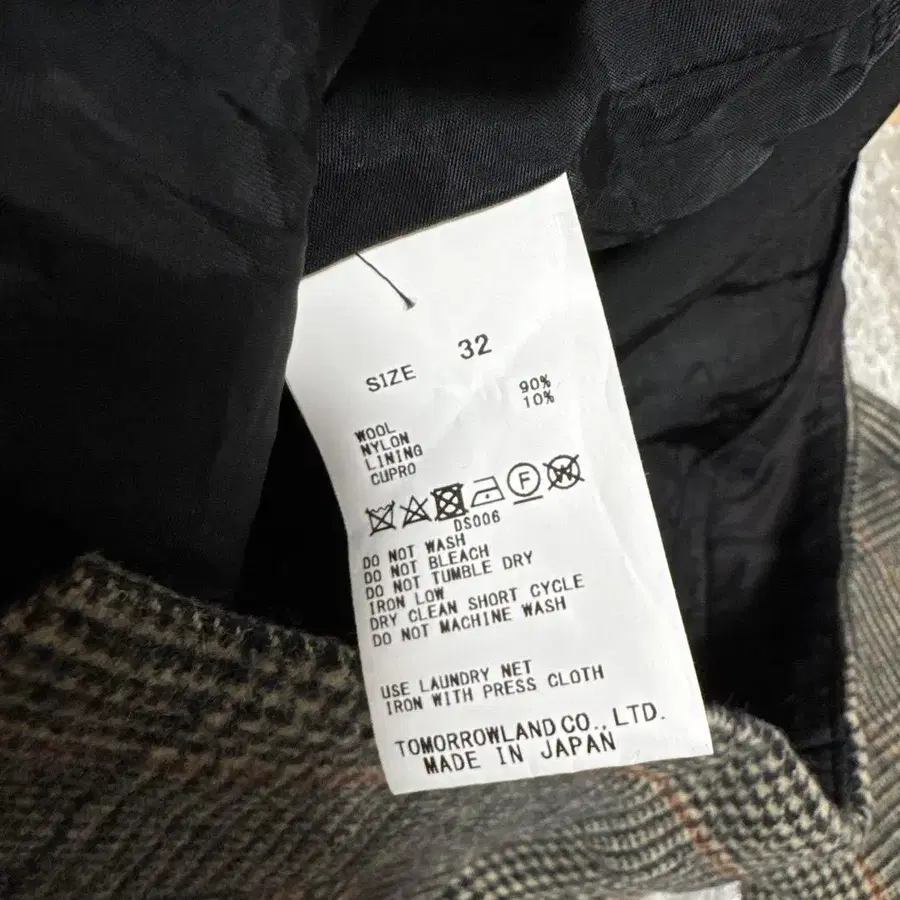 SIZE 32
90%
10%
WOOL
NYLON
LINING
CUPRO
F W
DS006
DO NOT WASH
DO NOT BLEACH
DO NOT TUMBLE DRY
IRON LOW
DRY CLEAN SHORT CYCLE
DO NOT MACHINE WASH
USE LAUNDRY NET
IRON WITH PRESS CLOTH
TOMORROWLAND CO., LTD.
MADE IN JAPAN